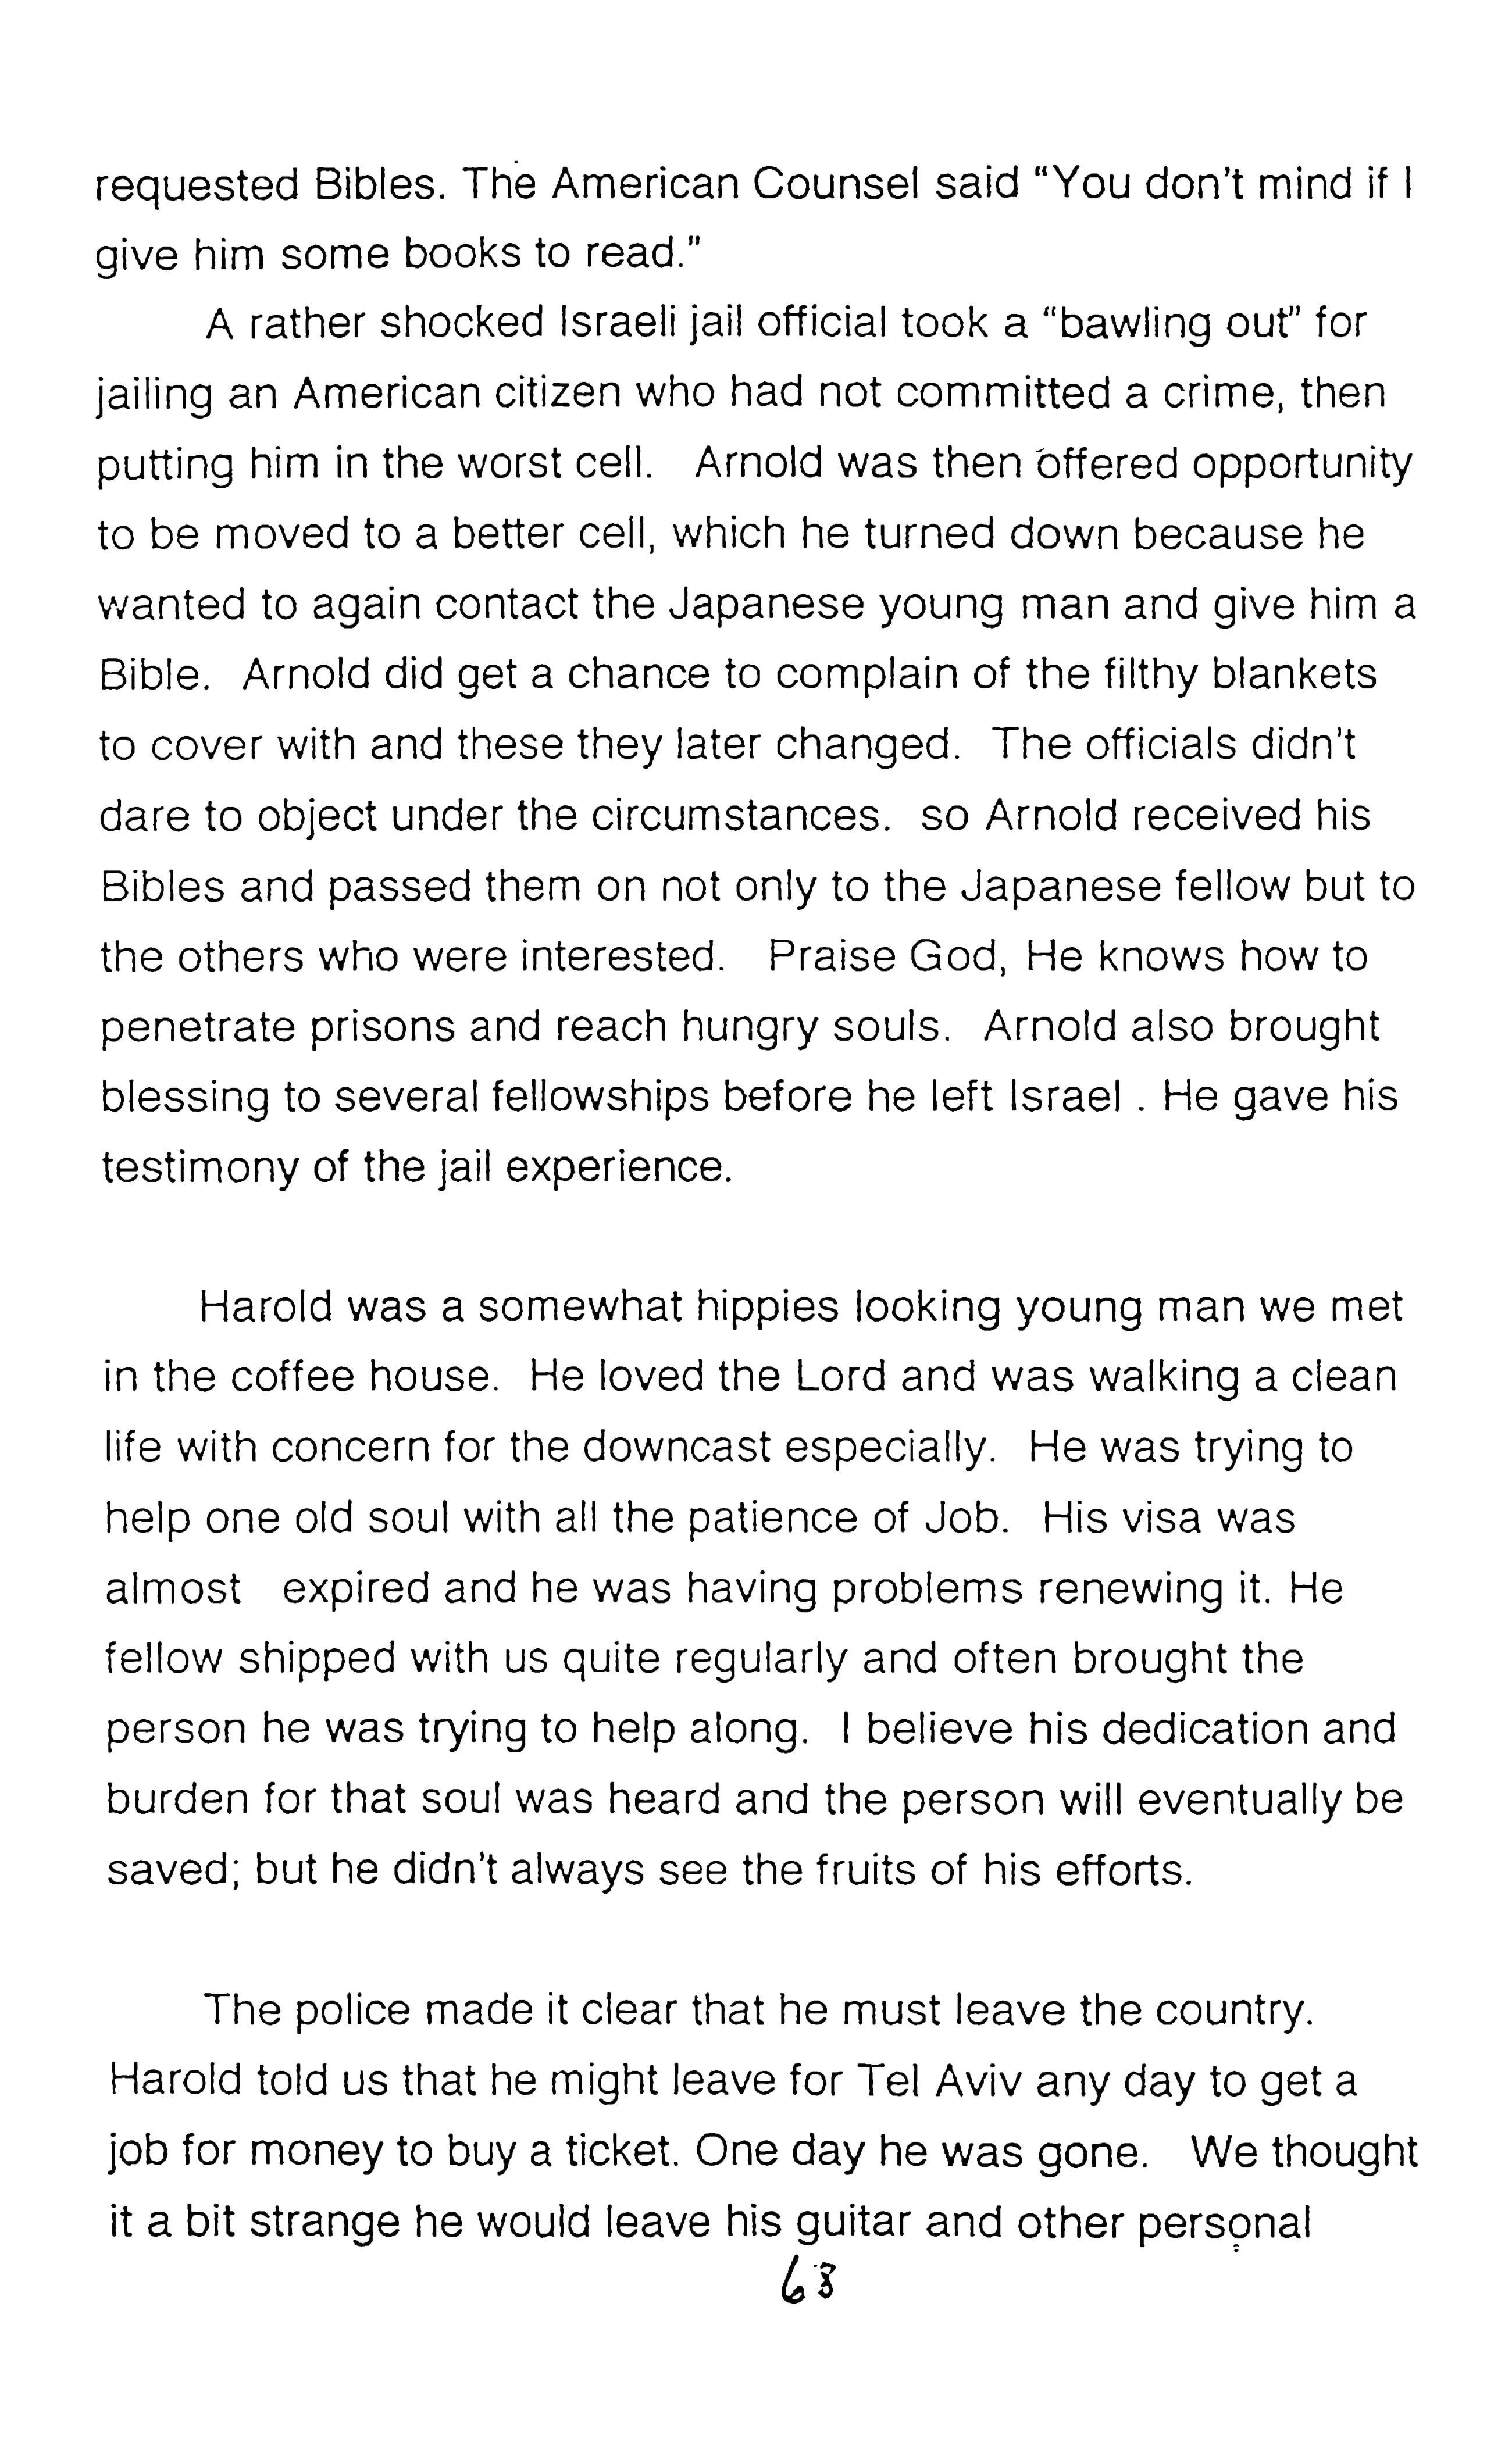 requested Bibles. The American Counsel said "You don't mind if I
give him some books to read."
A rather shocked Israeli jail official took a "bawling out" for
jailing an American citizen who had not committed a crime, then
putting him in the worst cell. Arnold was then offered opportunity
to be moved to a better cell, which he turned down because he
wanted to again contact the Japanese young man and give him a
Bible. Arnold did get a chance to complain of the filthy blankets
to cover with and these they later changed. The officials didn't
dare to object under the circumstances. so Arnold received his
Bibles and passed them on not only to the Japanese fellow but to
the others who were interested. Praise God, He knows how to
penetrate prisons and reach hungry souls. Arnold also brought
blessing to several fellowships before he left Israel . He gave his
testimony of the jail experience.
Harold was a somewhat hippies looking young man we met
in the coffee house. He loved the Lord and was walking a clean
life with concern for the downcast especially. He was trying to
help one old soul with all the patience of Job. His visa was
almost expired and he was having problems renewing it. He
fellow shipped with us quite regularly and often brought the
person he was trying to help along. I believe his dedication and
burden for that soul was heard and the person will eventually be
saved; but he didn't always see the fruits of his efforts.
The police made it clear that he must leave the country.
Harold told us that he might leave for Tel Aviv any day to get a
job for money to buy a ticket. One day he was gone. We thought
it a bit strange he would leave his guitar and other personal
63